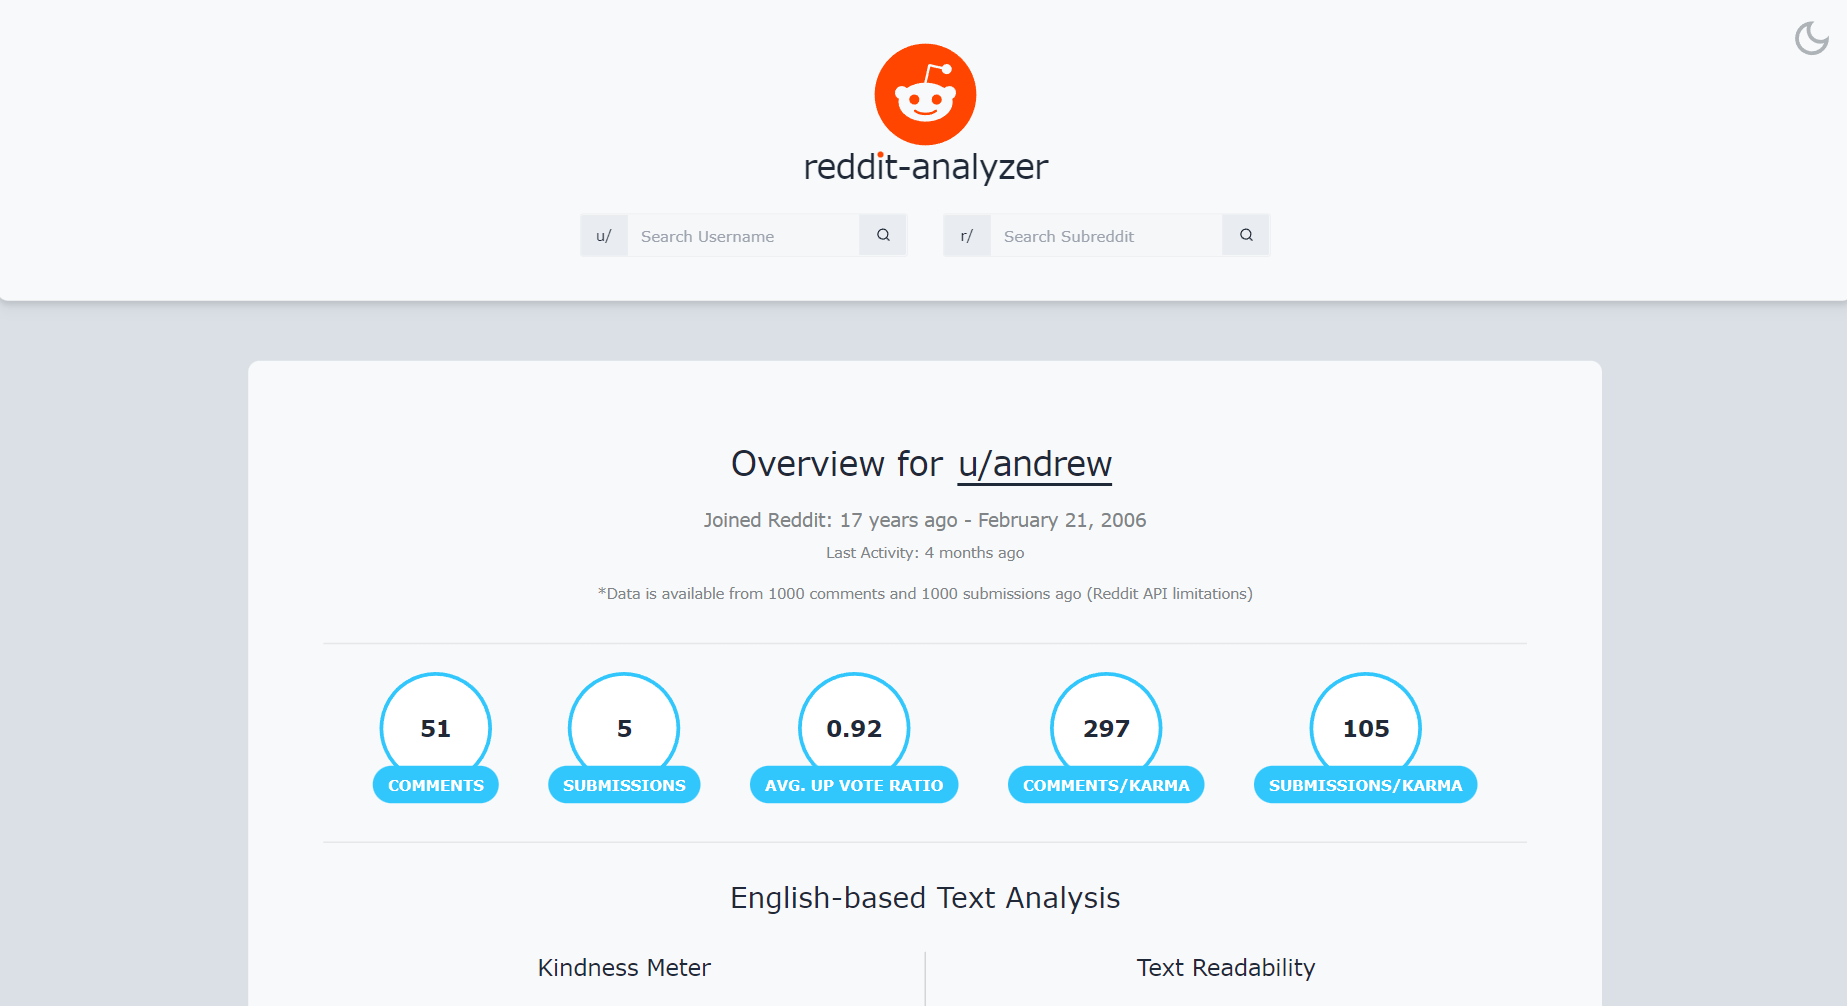 reddit-analyzer
u/ Search Username r/ Search Subreddit
Overview for u/andrew
Joined Reddit: 17 years ago - February 21, 2006
Last Activity: 4 months ago
*Data is available from 1000 comments and 1000 submissions ago (Reddit API limitations)
51 5 0.92 297 105
COMMENTS SUBMISSIONS AVG. UP VOTE RATIO COMMENTS/KARMA SUBMISSIONS/KARMA
English-based Text Analysis
Kindness Meter Text Readability